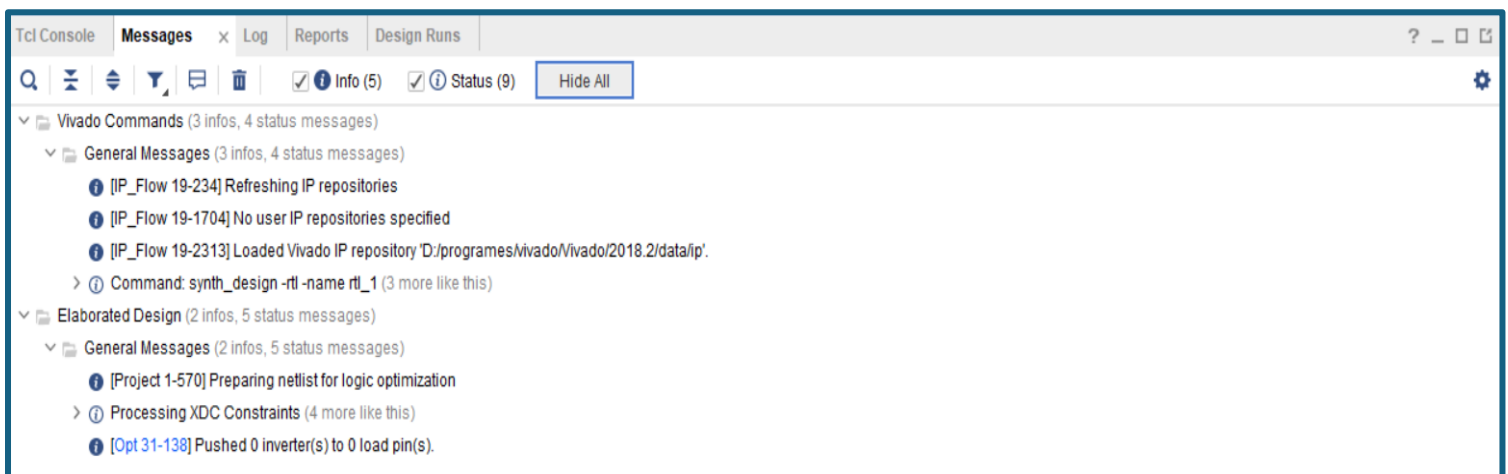 Tcl Console Messages x Log Reports Design Runs ?
Info (5) Status (9) Hide All
Vivado Commands (3 infos, 4 status messages)
General Messages (3 infos, 4 status messages)
[IP_Flow 19-234] Refreshing IP repositories
[IP_Flow 19-1704] No user IP repositories specified
[IP_Flow 19-2313] Loaded Vivado IP repository 'D:/programes/vivado/Vivado/2018.2/data/ip'.
Command: synth_design -rtl -name rtl_1 (3 more like this)
Elaborated Design (2 infos, 5 status messages)
General Messages (2 infos, 5 status messages)
[Project 1-570] Preparing netlist for logic optimization
Processing XDC Constraints (4 more like this)
[Opt 31-138] Pushed 0 inverter(s) to 0 load pin(s).